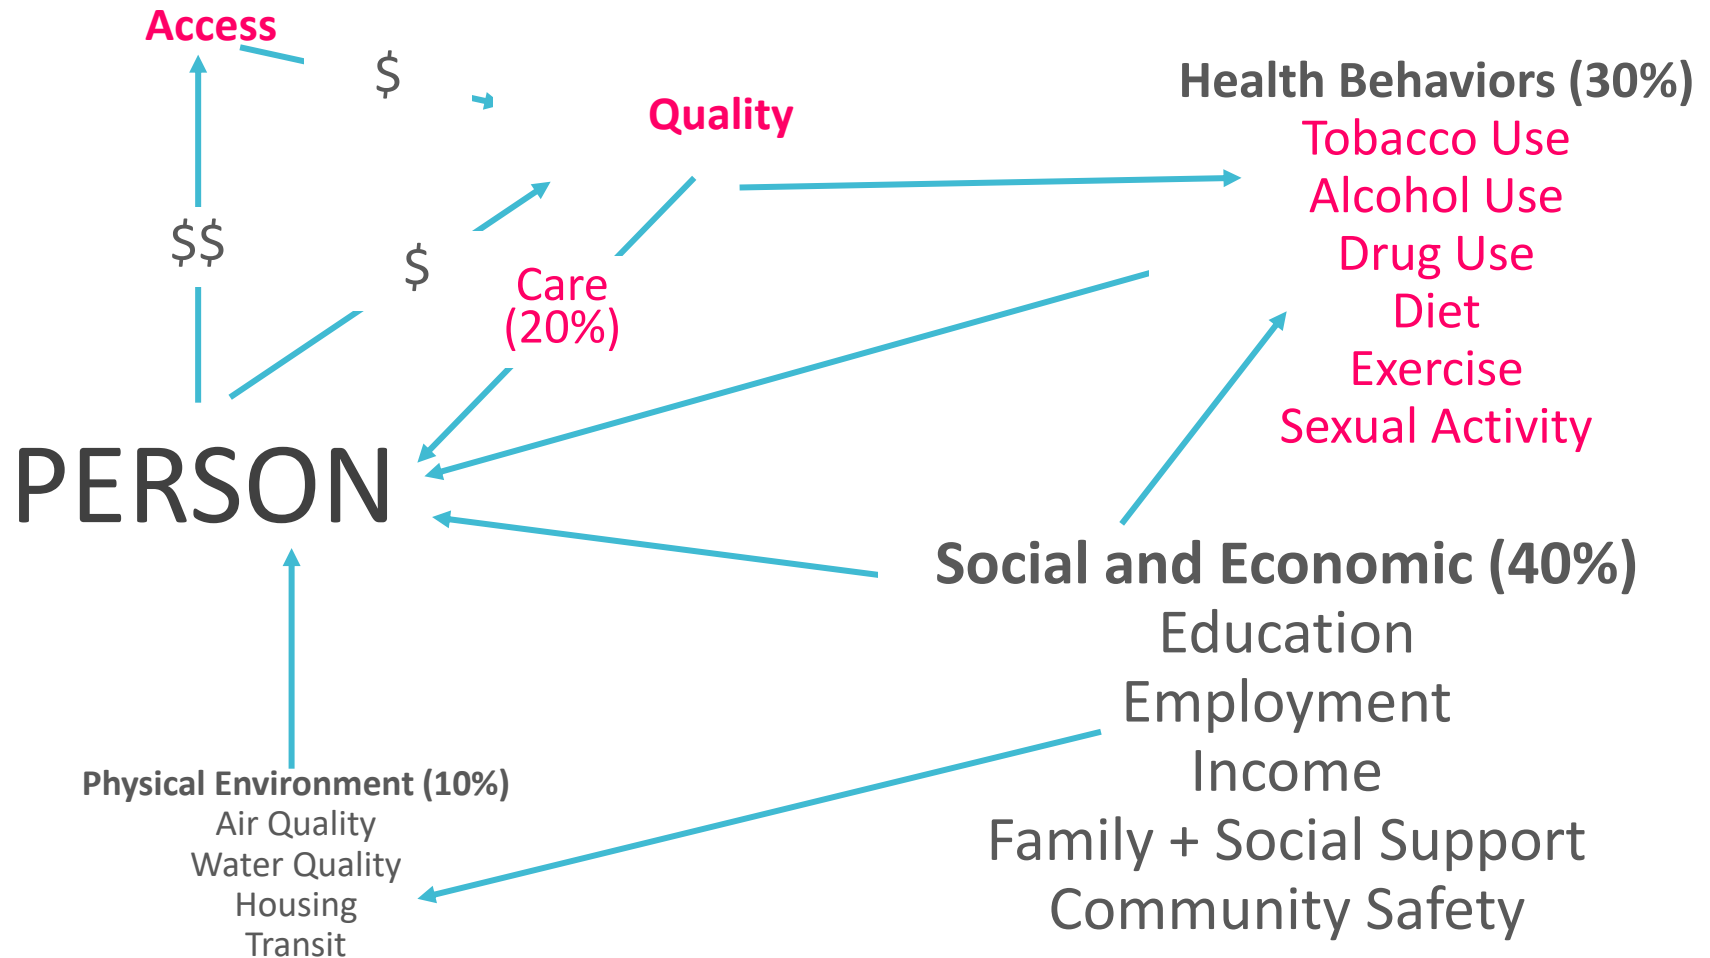 Access
$
Quality
$$
$
Care
(20%)
PERSON
Health Behaviors (30%)
Tobacco Use
Alcohol Use
Drug Use
Diet
Exercise
Sexual Activity
Social and Economic (40%)
Education
Employment
Income
Family + Social Support
Community Safety
Physical Environment (10%)
Air Quality
Water Quality
Housing
Transit